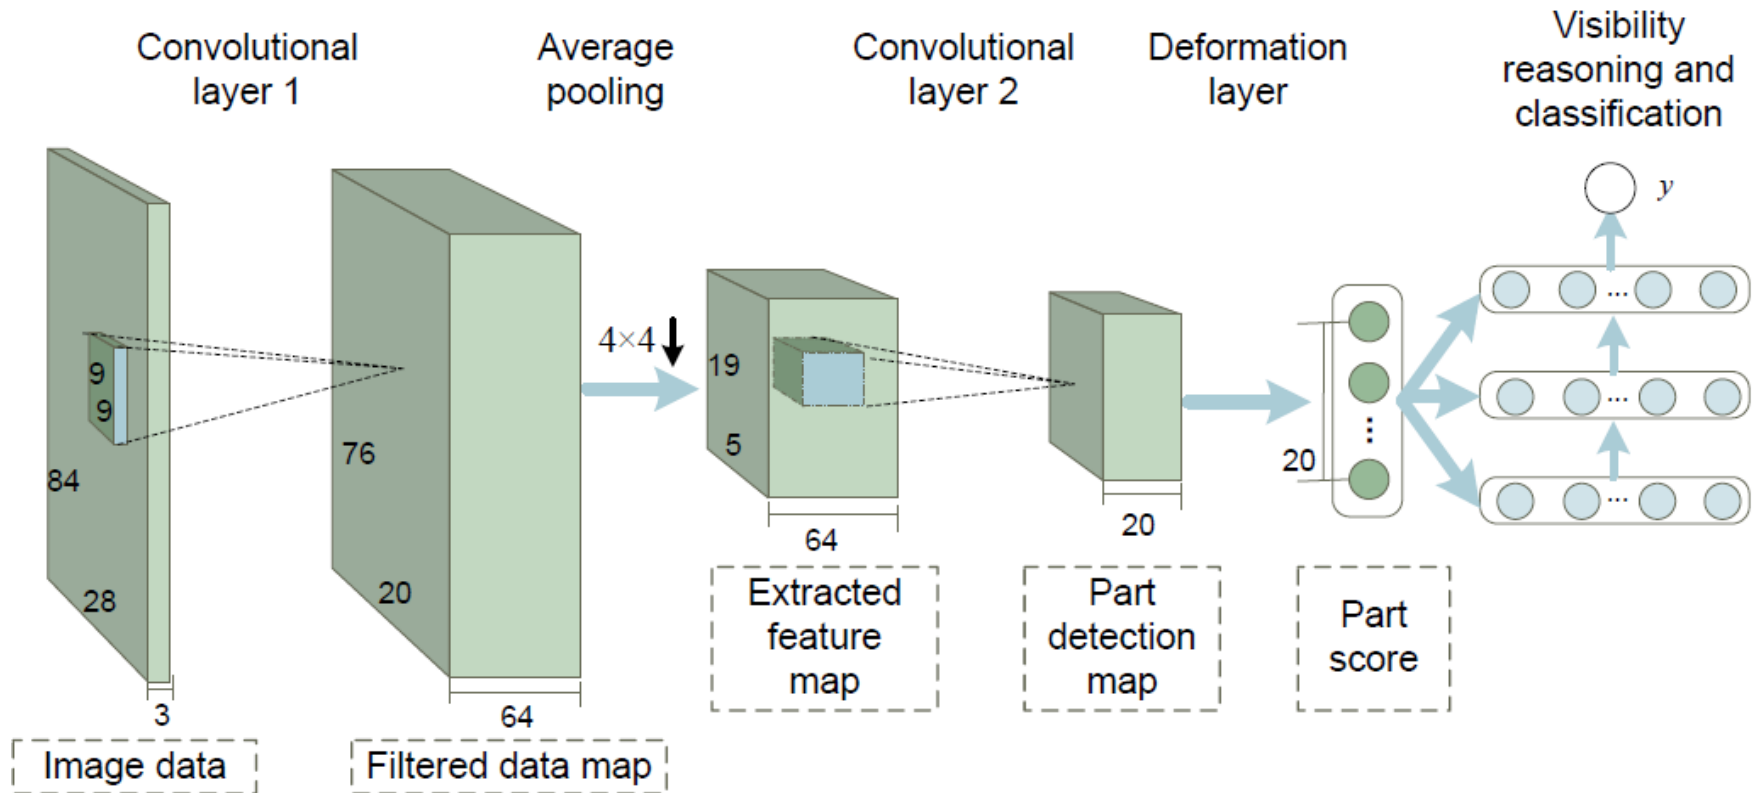 Convolutional
layer 1
Average
pooling
Convolutional
layer 2
Deformation
layer
Visibility
reasoning and
classification
y
9
9
84
28
3
76
20
64
4×4
19
5
64
20
20
...
...
...
...
Image data
Filtered data map
Extracted
feature
map
Part
detection
map
Part
score